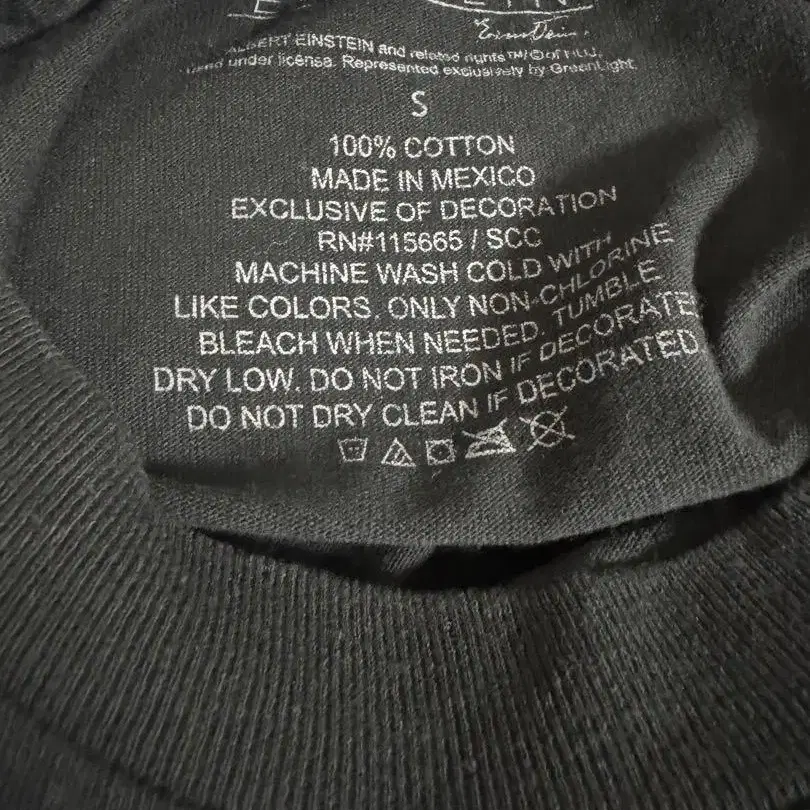 ALBERT EINSTEIN and related rights TM/© of HUJ,
used under license. Represented exclusively by GreenLight.
S
100% COTTON
MADE IN MEXICO
EXCLUSIVE OF DECORATION
RN#115665 / SCC
MACHINE WASH COLD WITH
LIKE COLORS. ONLY NON-CHLORINE
BLEACH WHEN NEEDED. TUMBLE
DRY LOW. DO NOT IRON IF DECORATED
DO NOT DRY CLEAN IF DECORATED